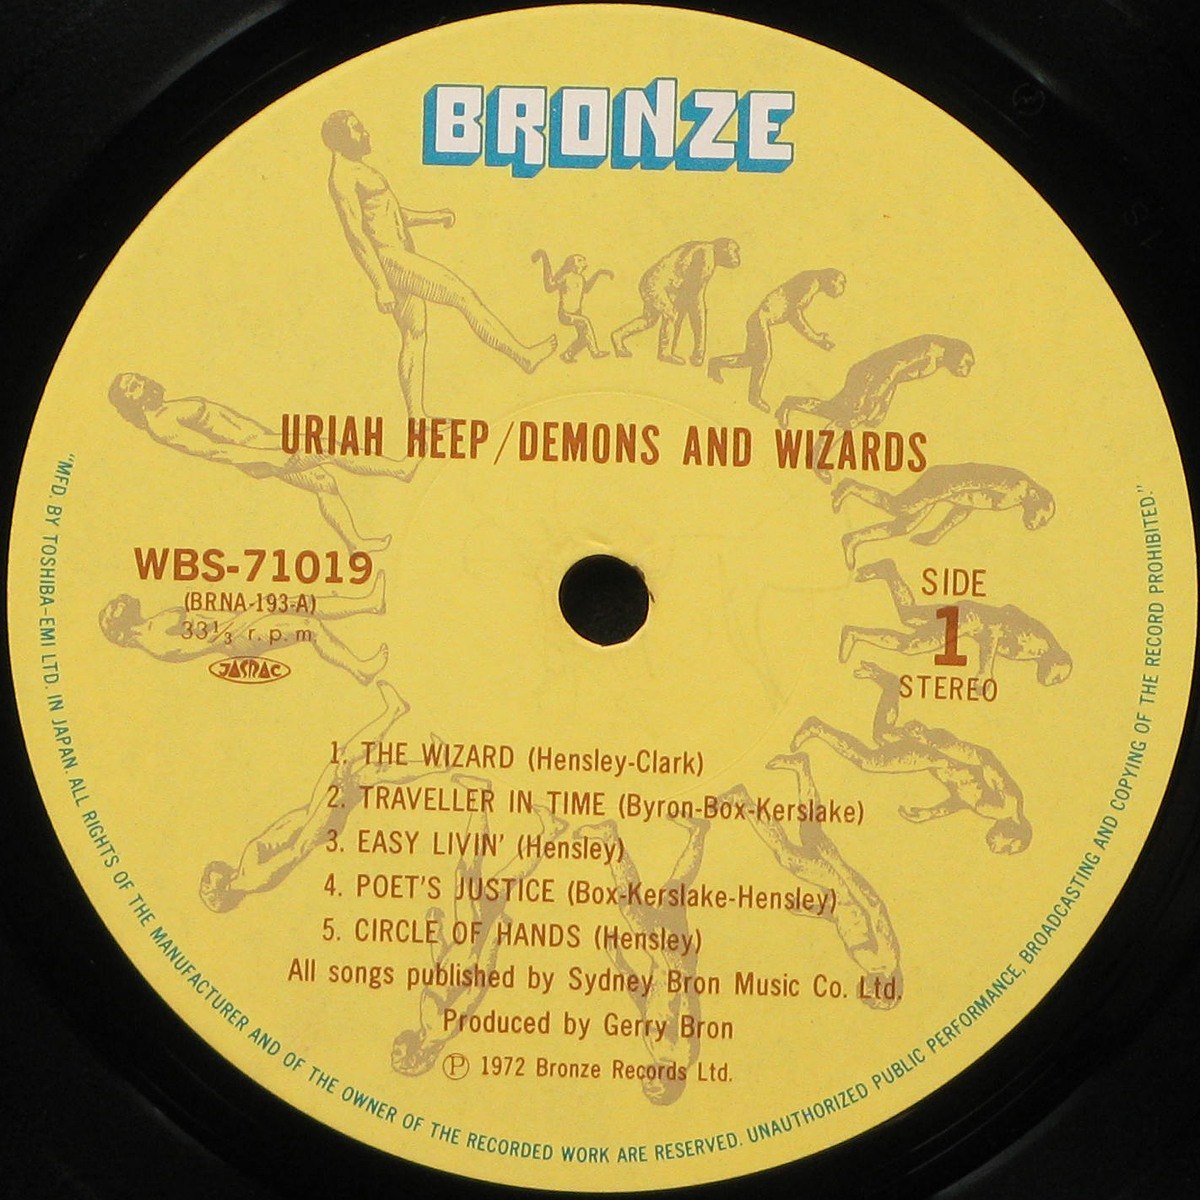 BRONZE
URIAH HEEP/DEMONS AND WIZARDS
WBS-71019
(BRNA-193-A)
33⅓ r.p.m.
JASRAC
SIDE
1
STEREO
1. THE WIZARD (Hensley-Clark)
2. TRAVELLER IN TIME (Byron-Box-Kerslake)
3. EASY LIVIN' (Hensley)
4. POET'S JUSTICE (Box-Kerslake-Hensley)
5. CIRCLE OF HANDS (Hensley)
All songs published by Sydney Bron Music Co. Ltd.
Produced by Gerry Bron
Ⓟ 1972 Bronze Records Ltd.
"MFD. BY TOSHIBA-EMI LTD. IN JAPAN. ALL RIGHTS OF THE MANUFACTURER AND OF THE OWNER OF THE RECORDED WORK ARE RESERVED. UNAUTHORIZED PUBLIC PERFORMANCE, BROADCASTING AND COPYING OF THE RECORD PROHIBITED."